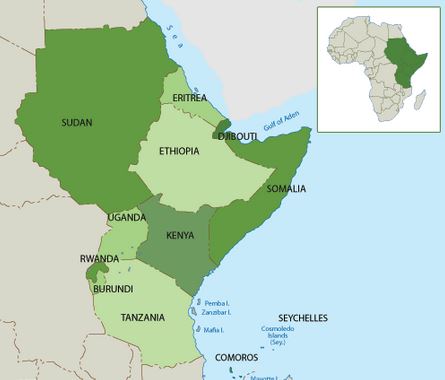 Sea
ERITREA
SUDAN
Gulf of Aden
DJIBOUTI
ETHIOPIA
SOMALIA
UGANDA
KENYA
RWANDA
BURUNDI
Pemba I.
Zanzibar I.
TANZANIA
SEYCHELLES
Mafia I.
Cosmoledo
Islands
(Sey.)
COMOROS
Mayotte I.